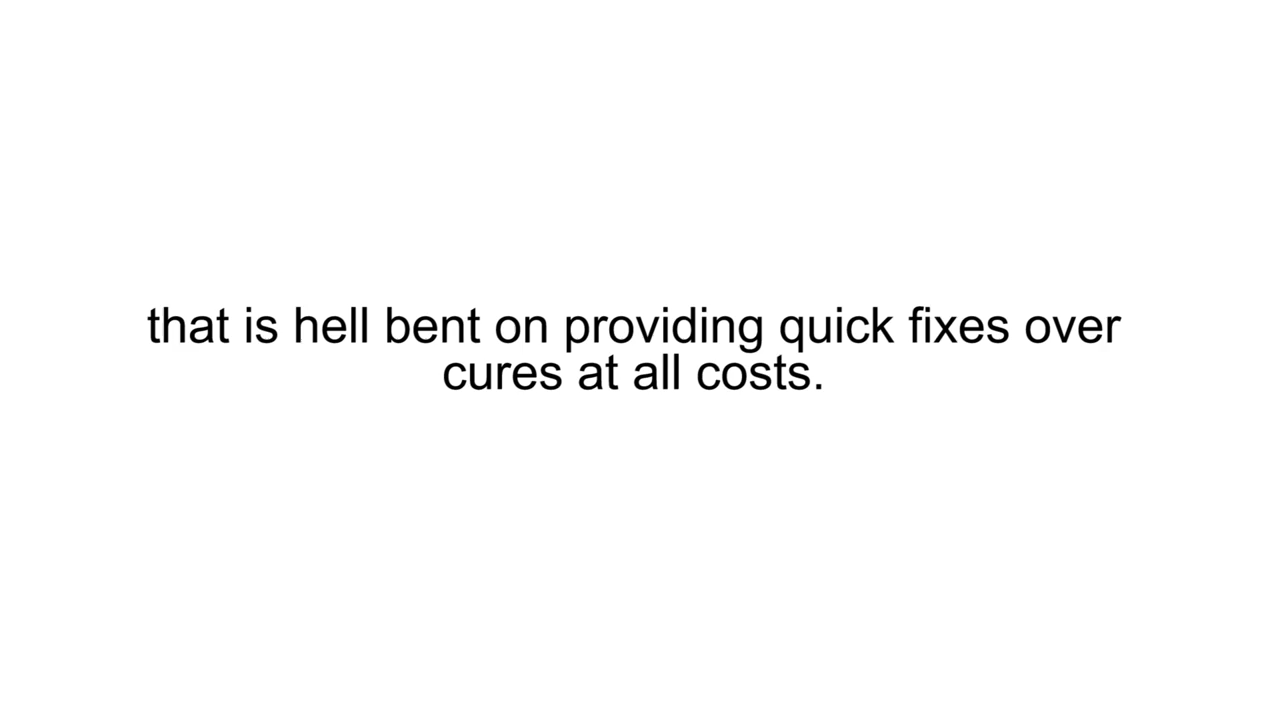 that is hell bent on providing quick fixes over
cures at all costs.